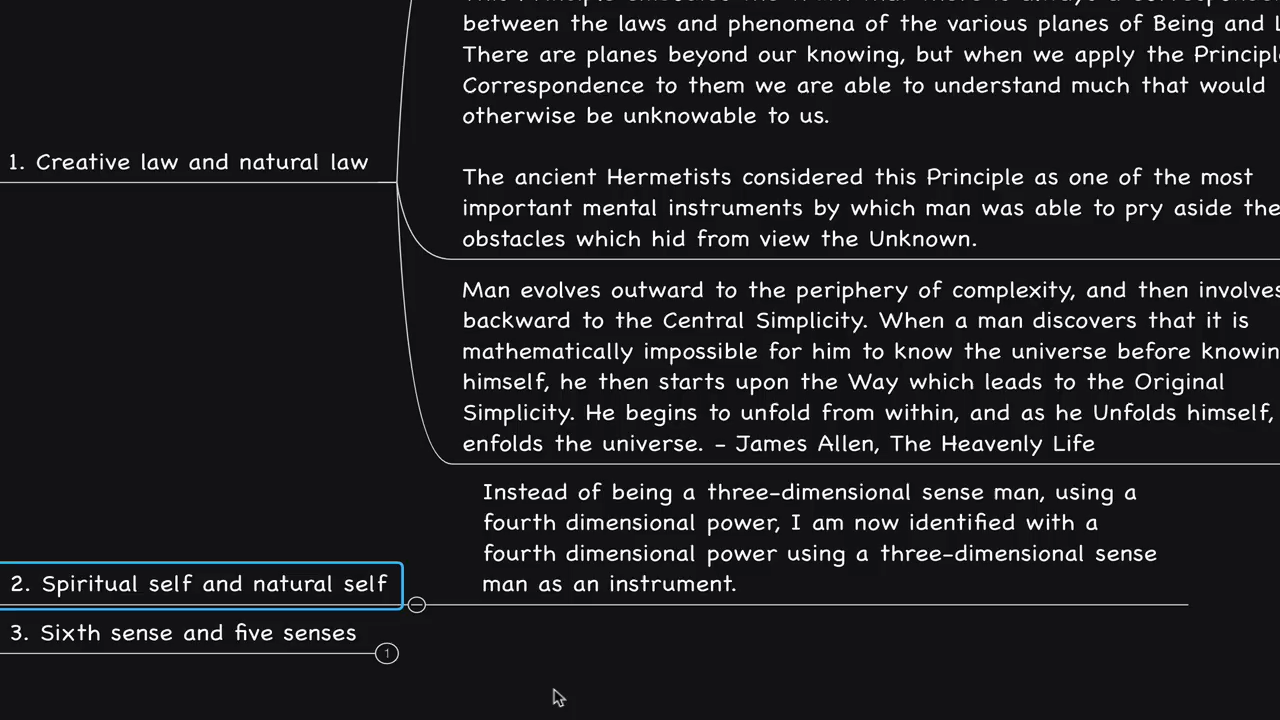 between the laws and phenomena of the various planes of Being and
There are planes beyond our knowing, but when we apply the
Correspondence to them we are able to understand much that would
otherwise be unknowable to us.
1. Creative law and natural law
The ancient Hermetists considered this Principle as one of the most
important mental instruments by which man was able to pry aside the
obstacles which hid from view the Unknown.
Man evolves outward to the periphery of complexity, and then involves
backward to the Central Simplicity. When a man discovers that it is
mathematically impossible for him to know the universe before
himself, he then starts upon the Way which leads to the Original
Simplicity. He begins to unfold from within, and as he Unfolds himself,
enfolds the universe. – James Allen, The Heavenly Life
Instead of being a three-dimensional sense man, using a
fourth dimensional power, I am now identified with a
fourth dimensional power using a three-dimensional sense
man as an instrument.
2. Spiritual self and natural self
3. Sixth sense and five senses
1